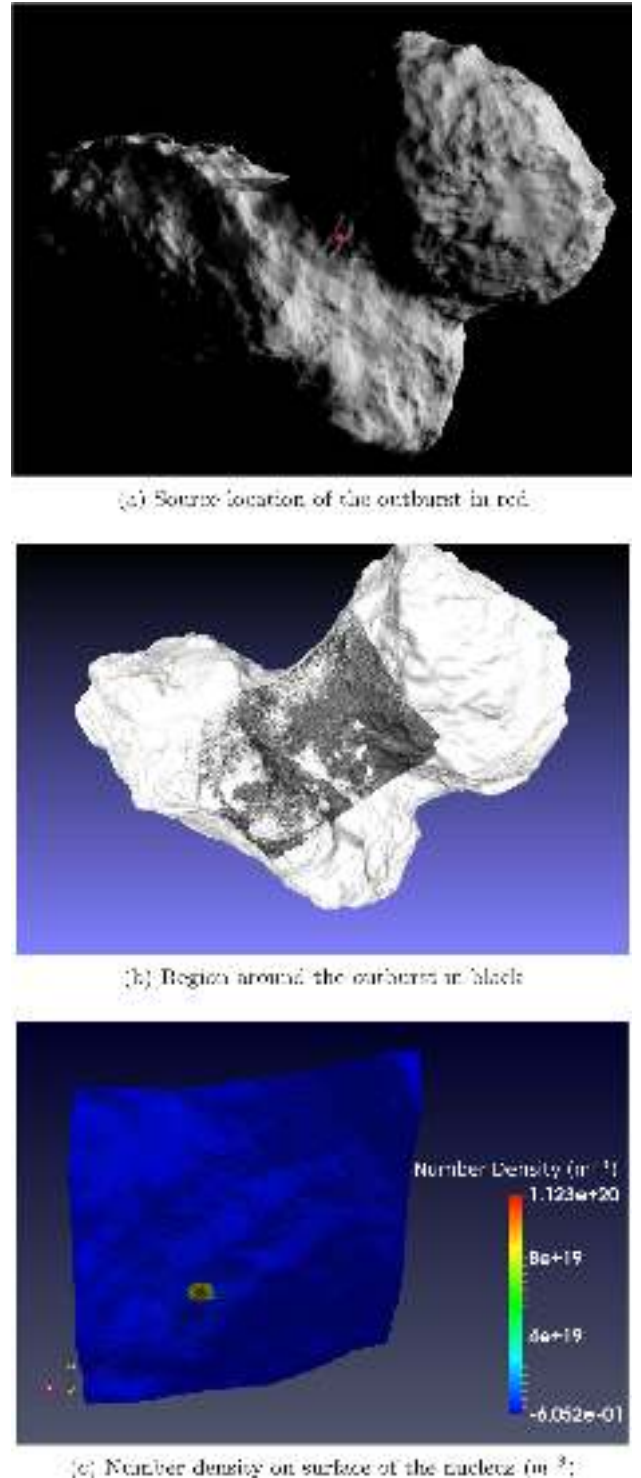 (a) Source location of the outburst in red
(b) Region around the outburst in black
Number Density (m⁻³)
1.123e+20
8e+19
4e+19
-6.052e-01
(c) Number density on surface of the nucleus (m⁻³)